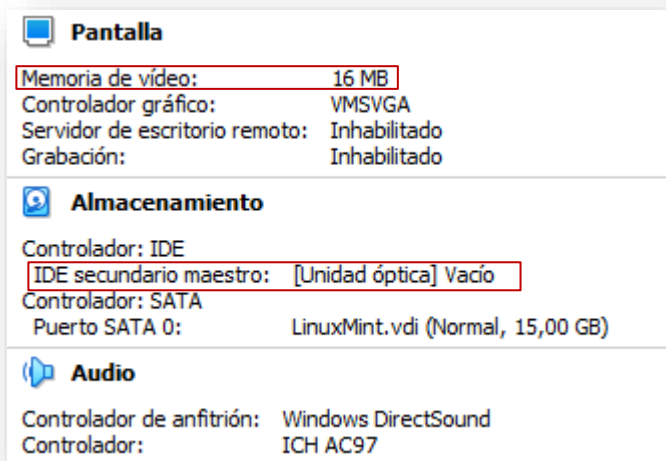 Pantalla
Memoria de vídeo: 16 MB
Controlador gráfico: VMSVGA
Servidor de escritorio remoto: Inhabilitado
Grabación: Inhabilitado
Almacenamiento
Controlador: IDE
IDE secundario maestro: [Unidad óptica] Vacío
Controlador: SATA
Puerto SATA 0: LinuxMint.vdi (Normal, 15,00 GB)
Audio
Controlador de anfitrión: Windows DirectSound
Controlador: ICH AC97